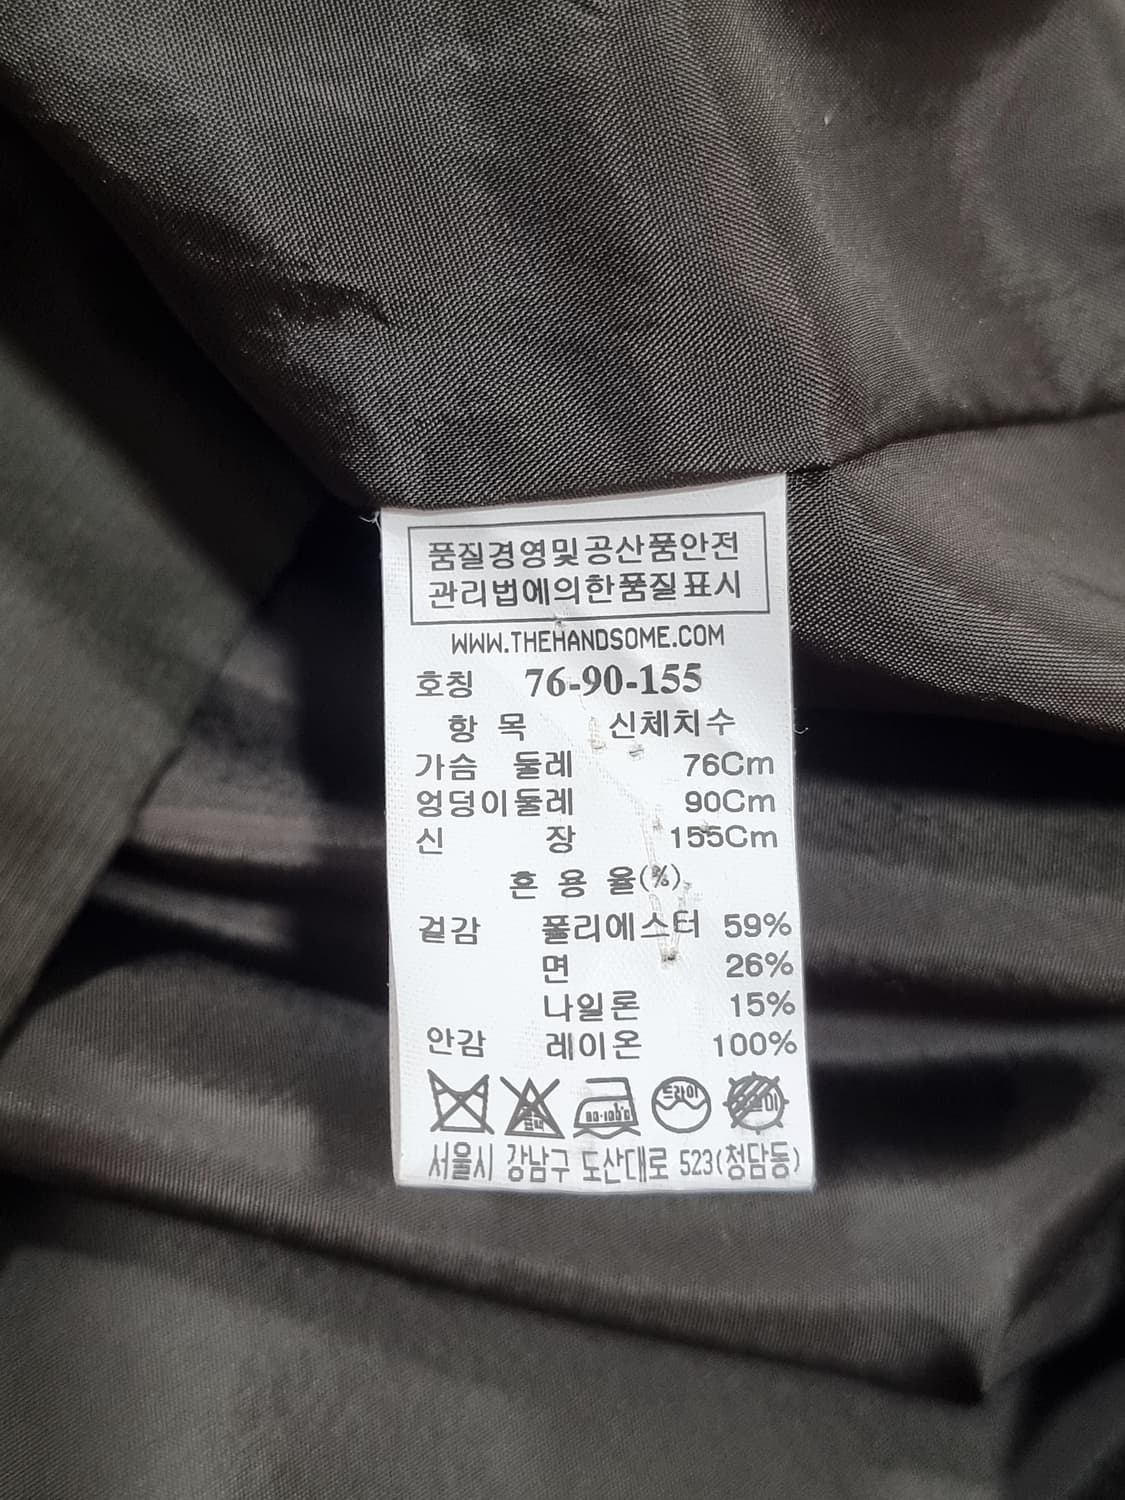 품질경영및공산품안전
관리법에의한품질표시
WWW.THEHANDSOME.COM
호칭 76-90-155
항 목 신체치수
가슴 둘레 76Cm
엉덩이둘레 90Cm
신 장 155Cm
혼 용 율(%)
겉감 폴리에스터 59%
면 26%
나일론 15%
안감 레이온 100%
드라이
서울시 강남구 도산대로 523(청담동)